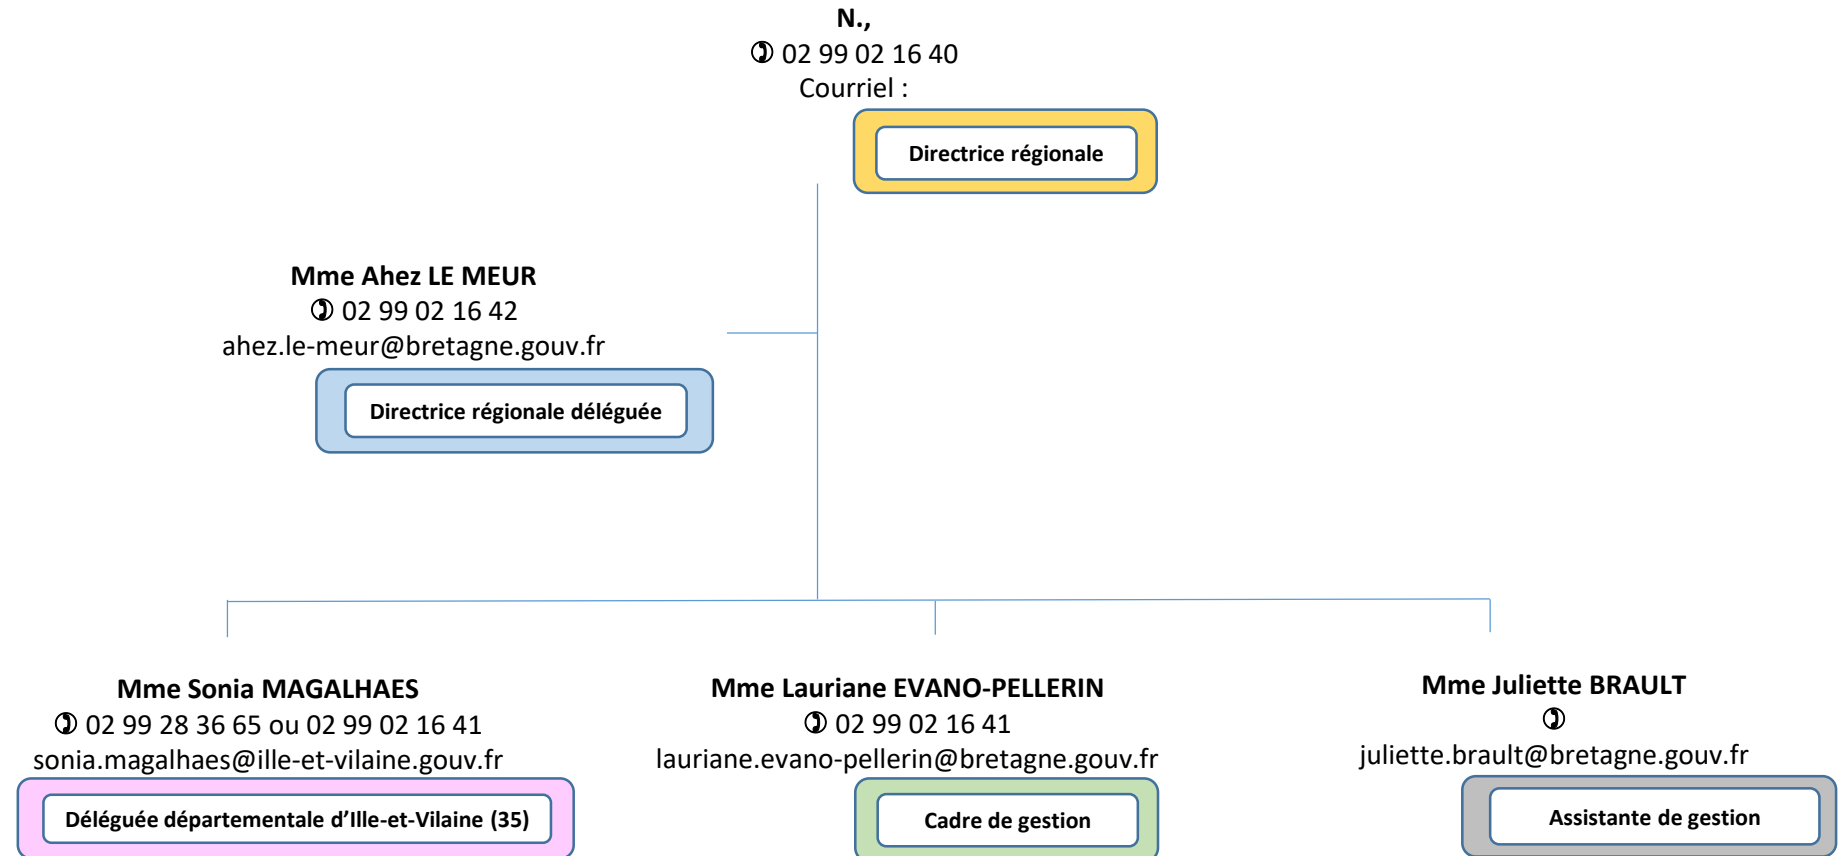 N.,
✆ 02 99 02 16 40
Courriel :
Directrice régionale
Mme Ahez LE MEUR
✆ 02 99 02 16 42
ahez.le-meur@bretagne.gouv.fr
Directrice régionale déléguée
Mme Sonia MAGALHAES
✆ 02 99 28 36 65 ou 02 99 02 16 41
sonia.magalhaes@ille-et-vilaine.gouv.fr
Déléguée départementale d’Ille-et-Vilaine (35)
Mme Lauriane EVANO-PELLERIN
✆ 02 99 02 16 41
lauriane.evano-pellerin@bretagne.gouv.fr
Cadre de gestion
Mme Juliette BRAULT
✆
juliette.brault@bretagne.gouv.fr
Assistante de gestion